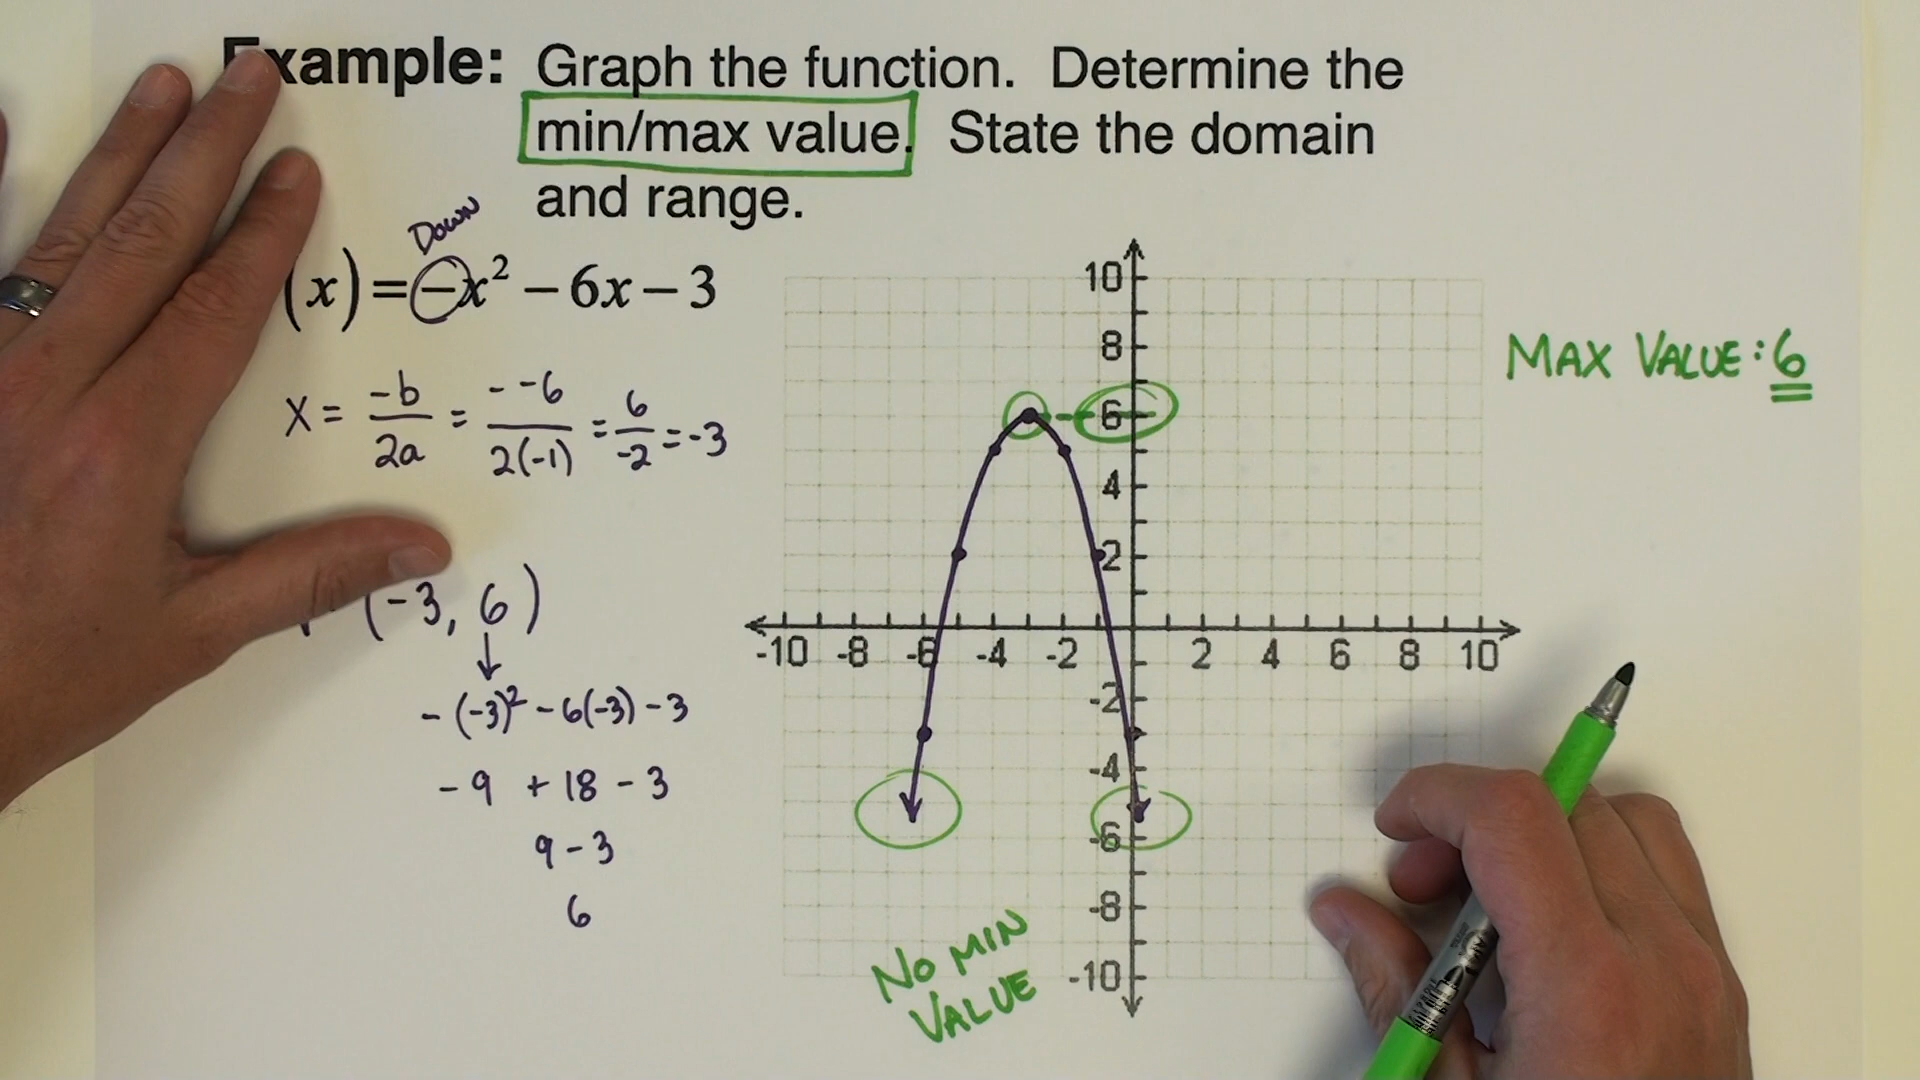 Example: Graph the function. Determine the
min/max value. State the domain
and range.
DOWN
(x) = -x² - 6x - 3
X = -b/2a = - -6/2(-1) = 6/-2 = -3
(-3, 6)
- (-3)² - 6(-3) - 3
- 9 + 18 - 3
9 - 3
6
MAX VALUE: 6
10
8
6
4
2
-10 -8 -6 -4 -2 2 4 6 8 10
-2
-4
-6
-8
-10
NO MIN
VALUE